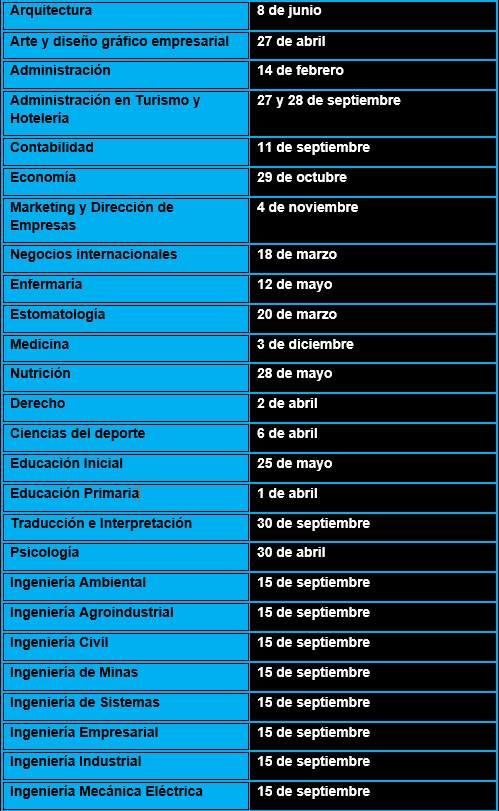 Arquitectura 8 de junio
Arte y diseño gráfico empresarial 27 de abril
Administración 14 de febrero
Administración en Turismo y 27 y 28 de septiembre
Hotelería
Contabilidad 11 de septiembre
Economía 29 de octubre
Marketing y Dirección de 4 de noviembre
Empresas
Negocios internacionales 18 de marzo
Enfermaría 12 de mayo
Estomatología 20 de marzo
Medicina 3 de diciembre
Nutrición 28 de mayo
Derecho 2 de abril
Ciencias del deporte 6 de abril
Educación Inicial 25 de mayo
Educación Primaria 1 de abril
Traducción e Interpretación 30 de septiembre
Psicología 30 de abril
Ingeniería Ambiental 15 de septiembre
Ingeniería Agroindustrial 15 de septiembre
Ingeniería Civil 15 de septiembre
Ingeniería de Minas 15 de septiembre
Ingeniería de Sistemas 15 de septiembre
Ingeniería Empresarial 15 de septiembre
Ingeniería Industrial 15 de septiembre
Ingeniería Mecánica Eléctrica 15 de septiembre